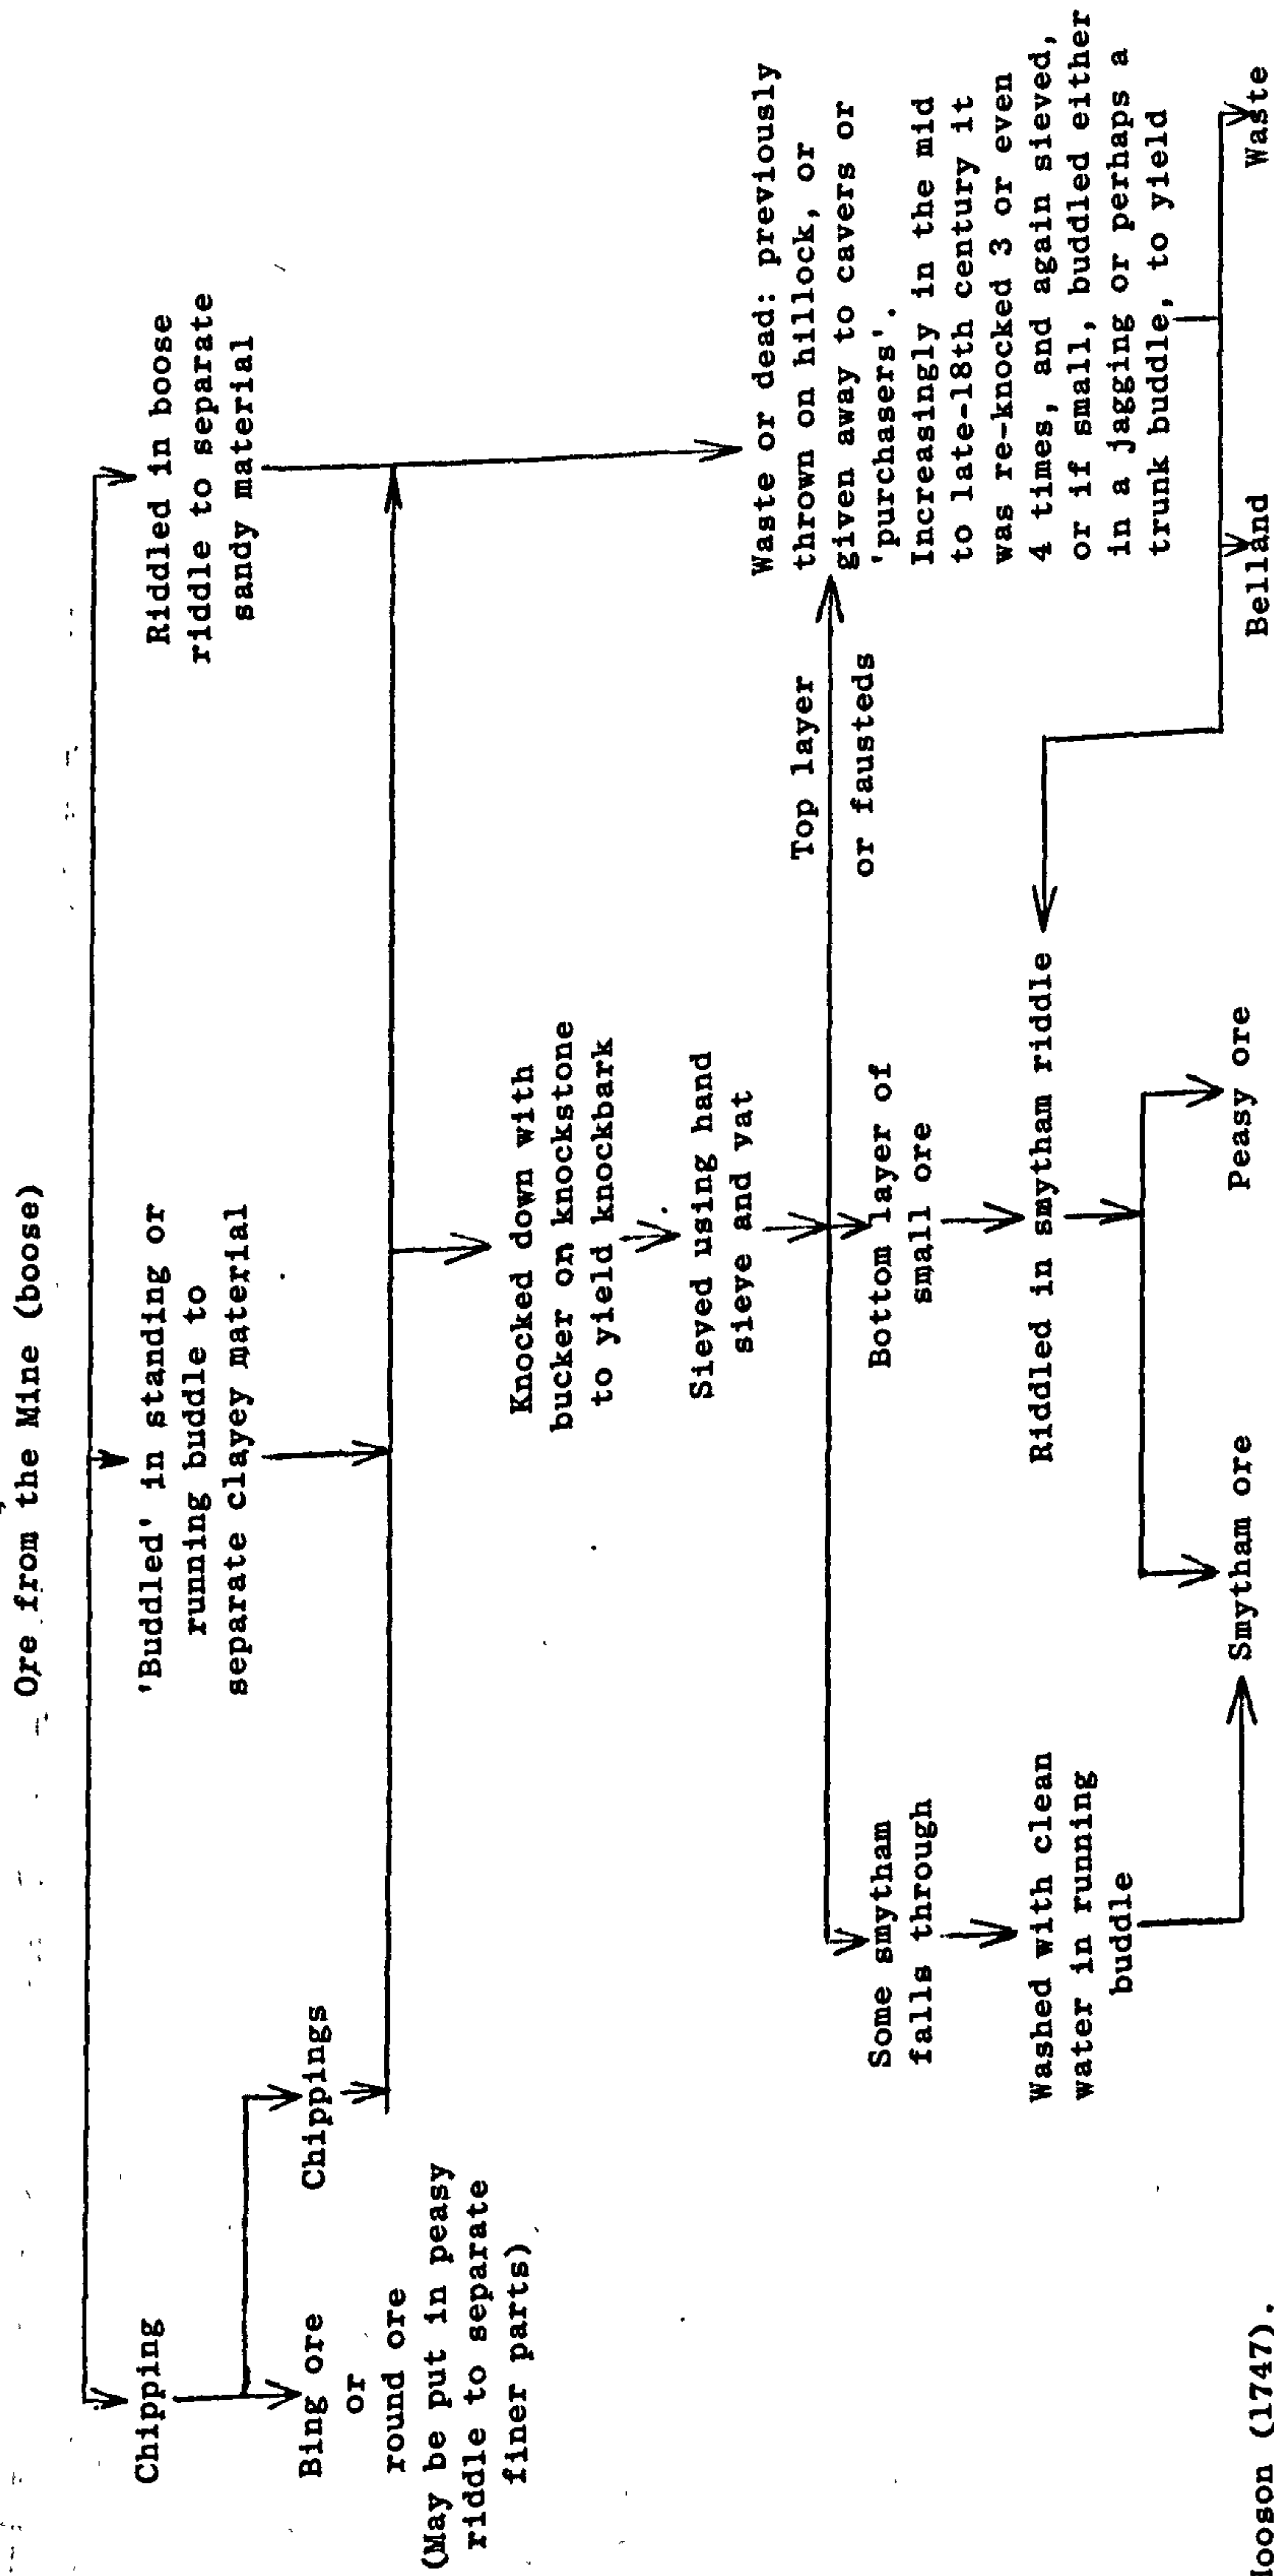 Ore from the Mine (boose)
Chipping
'Buddled' in standing or
running buddle to
separate clayey material
Riddled in boose
riddle to separate
sandy material
Bing ore
or
round ore
(May be put in peasy
riddle to separate
finer parts)
Chippings
Knocked down with
bucker on knockstone
to yield knockbark
Sieved using hand
sieve and vat
Top layer
or fausteds
Waste or dead: previously
thrown on hillock, or
given away to cavers or
'purchasers'.
Increasingly in the mid
to late-18th century it
was re-knocked 3 or even
4 times, and again sieved,
or if small, buddled either
in a jagging or perhaps a
trunk buddle, to yield
Some smytham
falls through
Bottom layer of
small ore
Washed with clean
water in running
buddle
Riddled in smytham riddle
Smytham ore
Peasy ore
Belland
Waste
(1747).